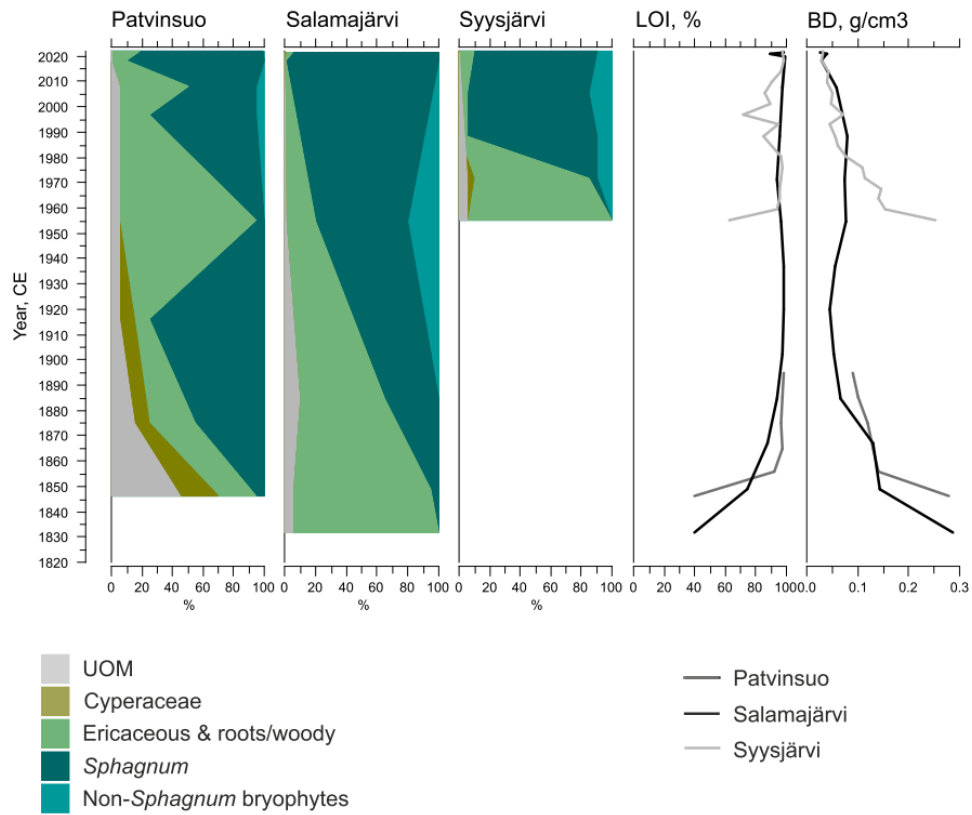 Patvinsuo Salamajärvi Syysjärvi LOI, % BD, g/cm3
Year, CE
2020
2010
2000
1990
1980
1970
1960
1950
1940
1930
1920
1910
1900
1890
1880
1870
1860
1850
1840
1830
1820
0 20 40 60 80 100 0 20 40 60 80 100 0 20 40 60 80 100 0 20 40 60 80 100 0 0.1 0.2 0.3
% % %
UOM
Cyperaceae
Ericaceous & roots/woody
Sphagnum
Non-Sphagnum bryophytes
Patvinsuo
Salamajärvi
Syysjärvi